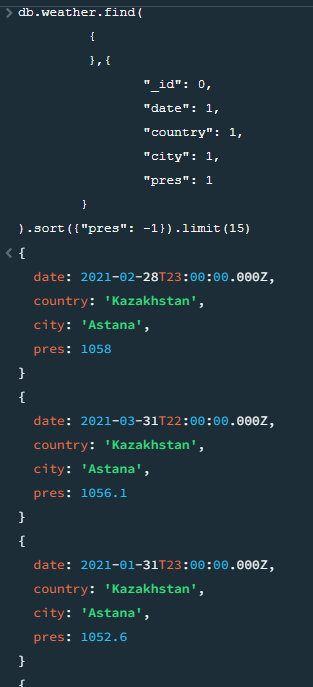 db.weather.find(
{
},{
"_id": 0,
"date": 1,
"country": 1,
"city": 1,
"pres": 1
}
).sort({"pres": -1}).limit(15)
{
date: 2021-02-28T23:00:00.000Z,
country: 'Kazakhstan',
city: 'Astana',
pres: 1058
}
{
date: 2021-03-31T22:00:00.000Z,
country: 'Kazakhstan',
city: 'Astana',
pres: 1056.1
}
{
date: 2021-01-31T23:00:00.000Z,
country: 'Kazakhstan',
city: 'Astana',
pres: 1052.6
}
{